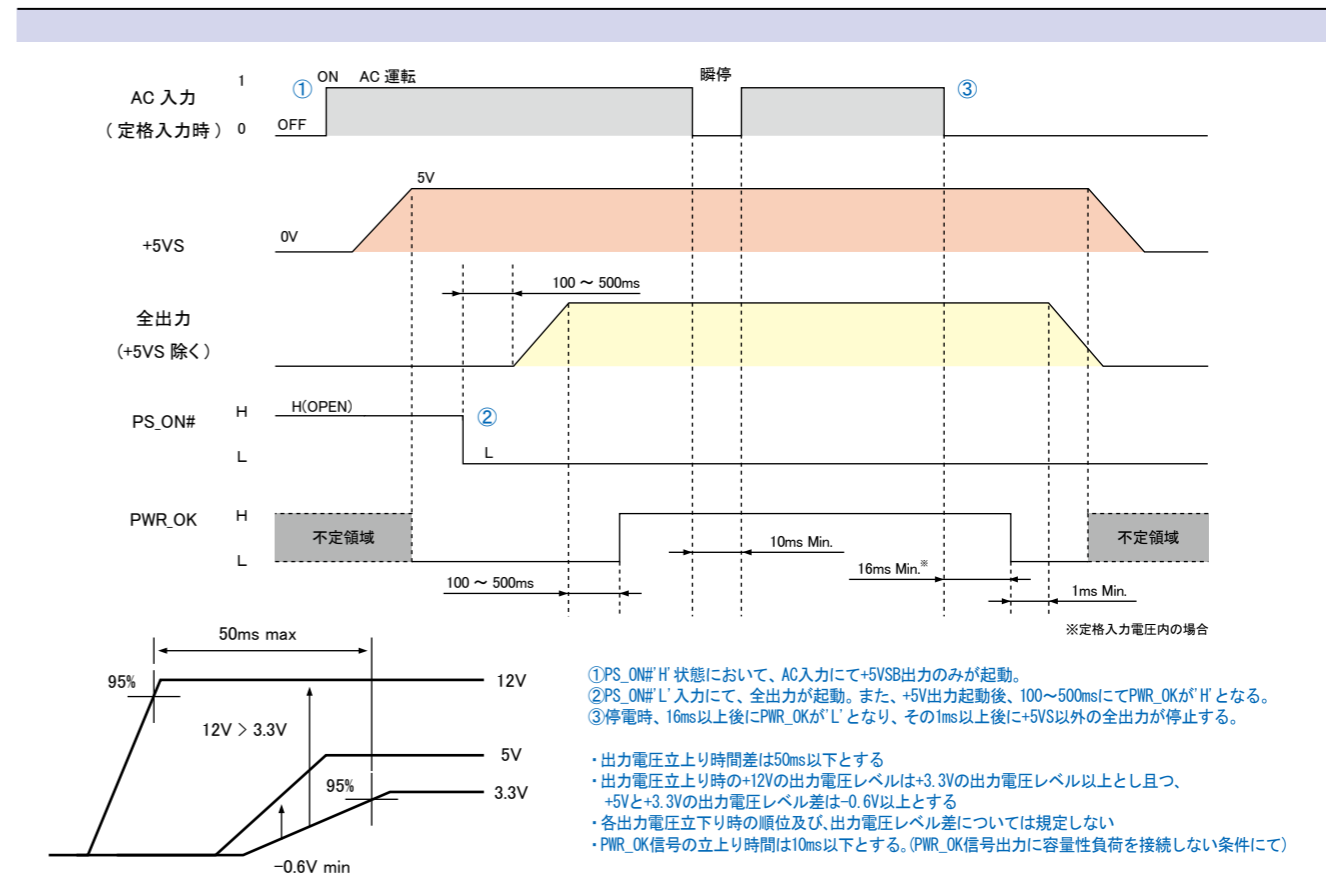 1 ① ON AC 運転 瞬停 ③
AC 入力
( 定格入力時 ) 0 OFF
5V
+5VS 0V
100 ～ 500ms
全出力
(+5VS 除く)
PS_ON# H H(OPEN) ②
L L
PWR_OK H 不定領域 不定領域
L 10ms Min.
16ms Min.※
100 ～ 500ms 1ms Min.
※定格入力電圧内の場合
50ms max
95% 12V
12V > 3.3V
5V
95% 3.3V
-0.6V min
①PS_ON#'H'状態において、AC入力にて+5VSB出力のみが起動。
②PS_ON#'L'入力にて、全出力が起動。また、+5V出力起動後、100～500msにてPWR_OKが'H'となる。
③停電時、16ms以上後にPWR_OKが'L'となり、その1ms以上後に+5VS以外の全出力が停止する。
・出力電圧立上り時間差は50ms以下とする
・出力電圧立上り時の+12Vの出力電圧レベルは+3.3Vの出力電圧レベル以上とし且つ、
+5Vと+3.3Vの出力電圧レベル差は-0.6V以上とする
・各出力電圧立下り時の順位及び、出力電圧レベル差については規定しない
・PWR_OK信号の立上り時間は10ms以下とする。(PWR_OK信号出力に容量性負荷を接続しない条件にて)